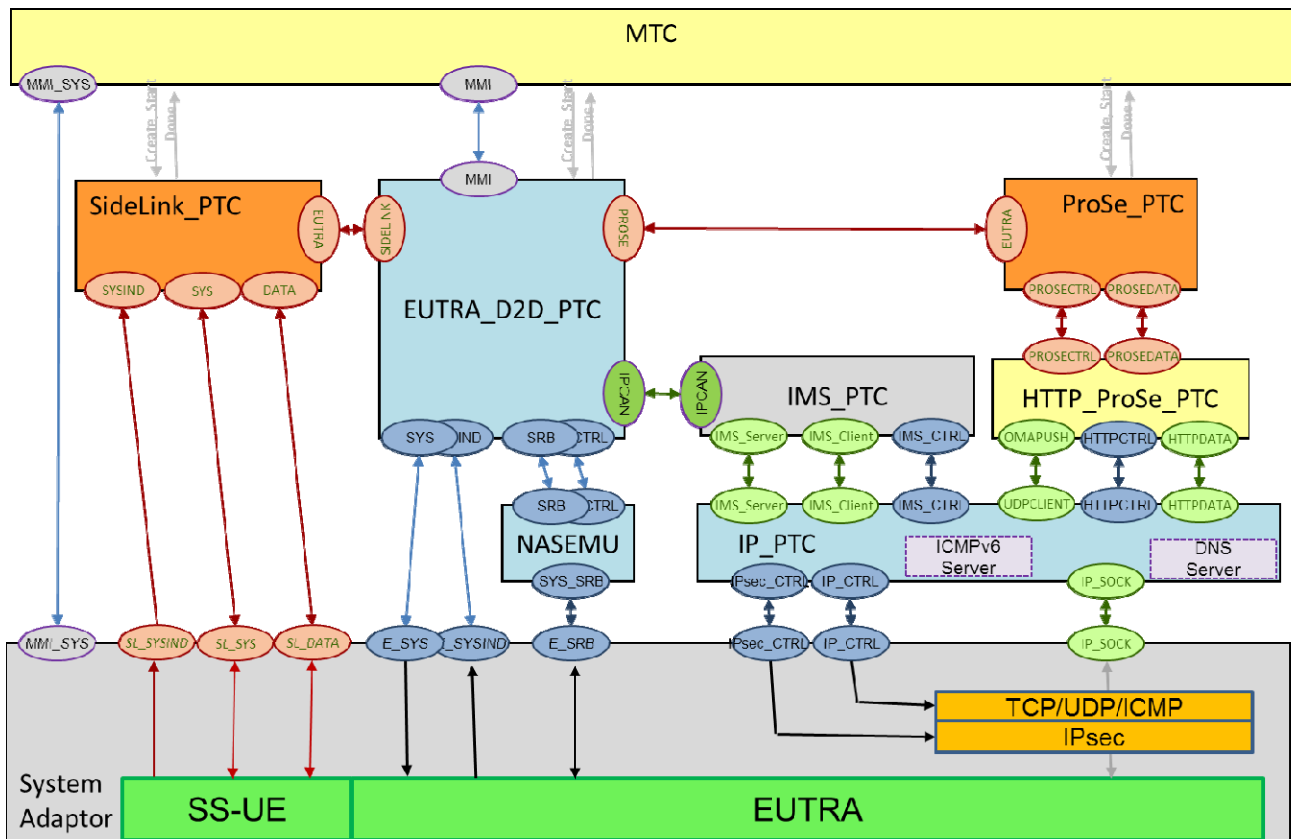 MTC
MMI_SYS
MMI
Create, Start
Done
Create, Start
Done
Create, Start
Done
MMI
SideLink_PTC
EUTRA
SIDELINK
PROSE
EUTRA
ProSe_PTC
SYSIND
SYS
DATA
EUTRA_D2D_PTC
PROSECTRL
PROSEDATA
PROSECTRL
PROSEDATA
IPCAN
IPCAN
IMS_PTC
HTTP_ProSe_PTC
SYS
IND
SRB
CTRL
IMS_Server
IMS_Client
IMS_CTRL
OMAPUSH
HTTPCTRL
HTTPDATA
SRB
CTRL
IMS_Server
IMS_Client
IMS_CTRL
UDPCLIENT
HTTPCTRL
HTTPDATA
NASEMU
IP_PTC
ICMPv6
Server
DNS
Server
SYS_SRB
IPsec_CTRL
IP_CTRL
IP_SOCK
MMI_SYS
SL_SYSIND
SL_SYS
SL_DATA
E_SYS
_SYSIND
E_SRB
IPsec_CTRL
IP_CTRL
IP_SOCK
TCP/UDP/ICMP
IPsec
System
Adaptor
SS-UE
EUTRA